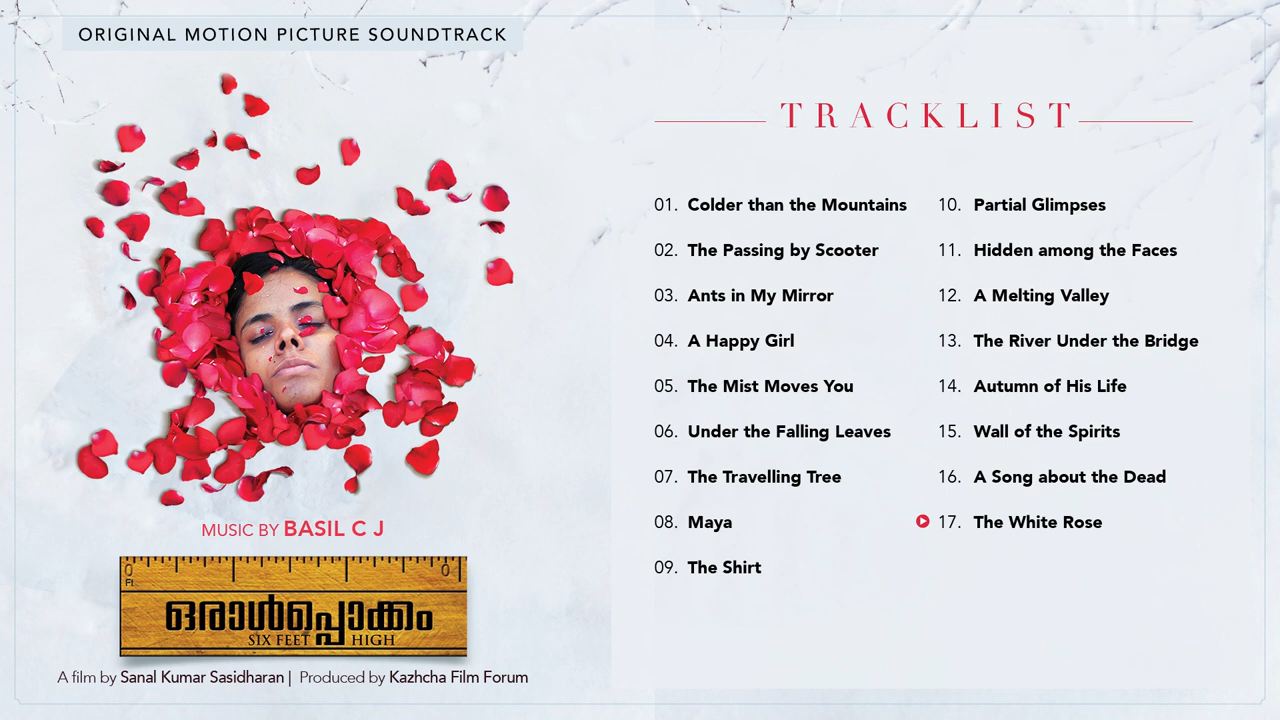 ORIGINAL MOTION PICTURE SOUNDTRACK
MUSIC BY BASIL C J
0 0
Ft.
ഒരാൾപ്പൊക്കം
SIX FEET HIGH
A film by Sanal Kumar Sasidharan | Produced by Kazhcha Film Forum
TRACKLIST
01. Colder than the Mountains
02. The Passing by Scooter
03. Ants in My Mirror
04. A Happy Girl
05. The Mist Moves You
06. Under the Falling Leaves
07. The Travelling Tree
08. Maya
09. The Shirt
10. Partial Glimpses
11. Hidden among the Faces
12. A Melting Valley
13. The River Under the Bridge
14. Autumn of His Life
15. Wall of the Spirits
16. A Song about the Dead
17. The White Rose